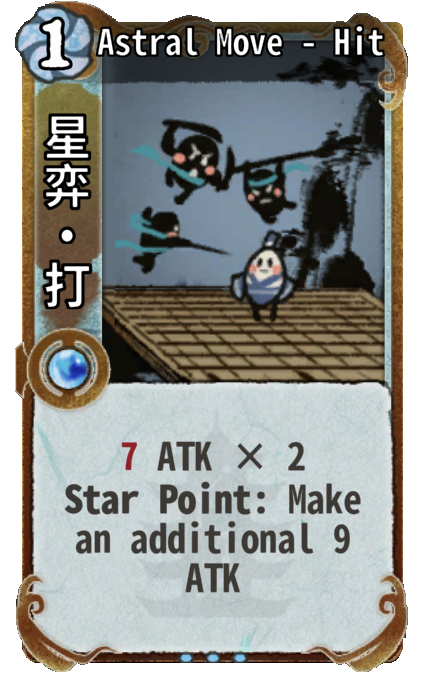 1 Astral Move - Hit
星弈・打
7 ATK × 2
Star Point: Make
an additional 9
ATK